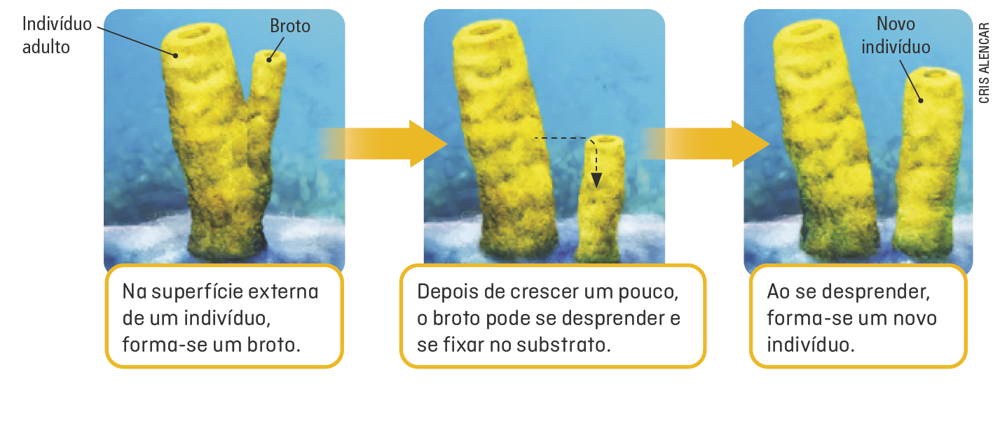 Indivíduo
adulto
Broto
Novo
indivíduo
CRIS ALENCAR
Na superfície externa
de um indivíduo,
forma-se um broto.
Depois de crescer um pouco,
o broto pode se desprender e
se fixar no substrato.
Ao se desprender,
forma-se um novo
indivíduo.